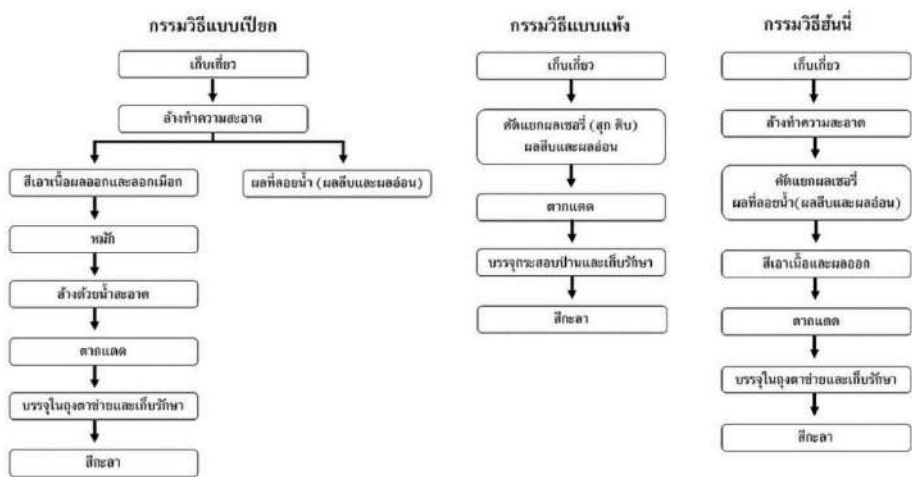 กรรมวิธีแบบเปียก
เก็บเกี่ยว
ล้างทำความสะอาด
สีเอาเนื้อผลออกและลอกเมือก
ผลที่ลอยน้ำ (ผลลีบและผลอ่อน)
หมัก
ล้างด้วยน้ำสะอาด
ตากแดด
บรรจุในถุงตาข่ายและเก็บรักษา
สีกะลา
กรรมวิธีแบบแห้ง
เก็บเกี่ยว
คัดแยกผลเชอรี่ (สุก ดิบ)
ผลลีบและผลอ่อน
ตากแดด
บรรจุกระสอบป่านและเก็บรักษา
สีกะลา
กรรมวิธีฮันนี่
เก็บเกี่ยว
ล้างทำความสะอาด
คัดแยกผลเชอรี่
ผลที่ลอยน้ำ(ผลลีบและผลอ่อน)
สีเอาเนื้อและผลออก
ตากแดด
บรรจุในถุงตาข่ายและเก็บรักษา
สีกะลา